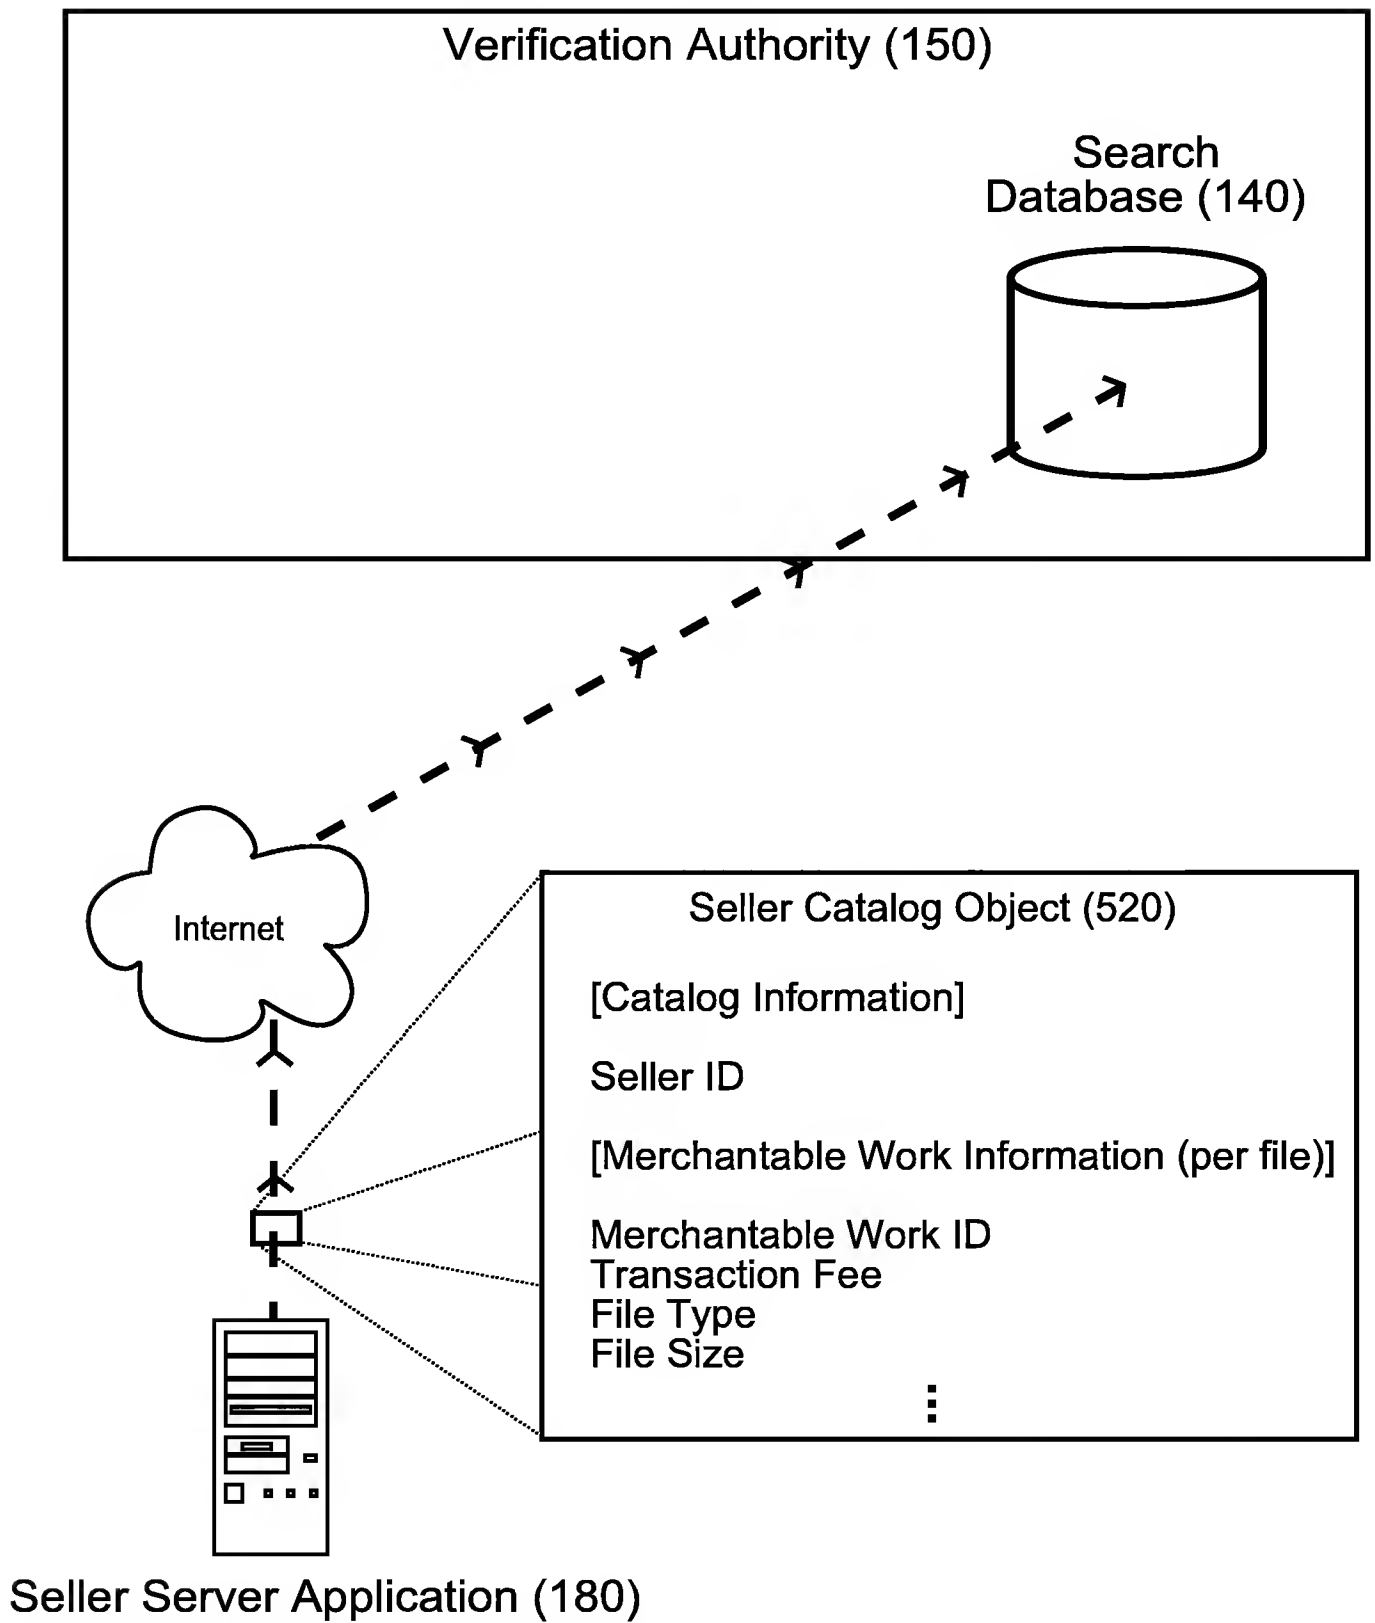 Verification Authority (150)
Search
Database (140)
Internet
Seller Catalog Object (520)
[Catalog Information]
Seller ID
[Merchantable Work Information (per file)]
Merchantable Work ID
Transaction Fee
File Type
File Size
⋮
Seller Server Application (180)